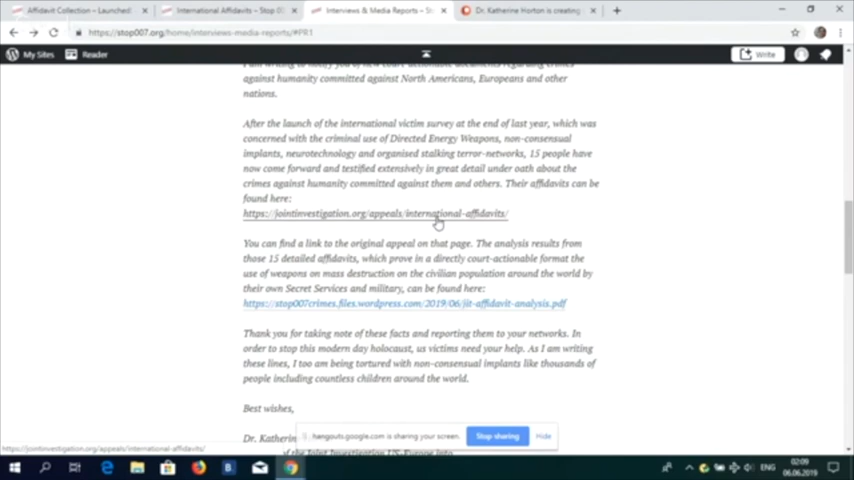 Affidavit Collection – Launched!
International Affidavits – Stop 007
Interviews & Media Reports – St
Dr. Katherine Horton is creating
https://stop007.org/home/interviews-media-reports/#PR1
My Sites
Reader
Write
I am writing to notify you of new court-actionable documents regarding crimes
against humanity committed against North Americans, Europeans and other
nations.
After the launch of the international victim survey at the end of last year, which was
concerned with the criminal use of Directed Energy Weapons, non-consensual
implants, neurotechnology and organised stalking terror-networks, 15 people have
now come forward and testified extensively in great detail under oath about the
crimes against humanity committed against them and others. Their affidavits can be
found here:
https://jointinvestigation.org/appeals/international-affidavits/
You can find a link to the original appeal on that page. The analysis results from
those 15 detailed affidavits, which prove in a directly court-actionable format the
use of weapons on mass destruction on the civilian population around the world by
their own Secret Services and military, can be found here:
https://stop007crimes.files.wordpress.com/2019/06/jit-affidavit-analysis.pdf
Thank you for taking note of these facts and reporting them to your networks. In
order to stop this modern day holocaust, us victims need your help. As I am writing
these lines, I too am being tortured with non-consensual implants like thousands of
people including countless children around the world.
Best wishes,
Dr. Katherin
hangouts.google.com is sharing your screen.
Stop sharing
Hide
of the Joint Investigation US-Europe into
https://jointinvestigation.org/appeals/international-affidavits/
ENG
02:09
06.06.2019